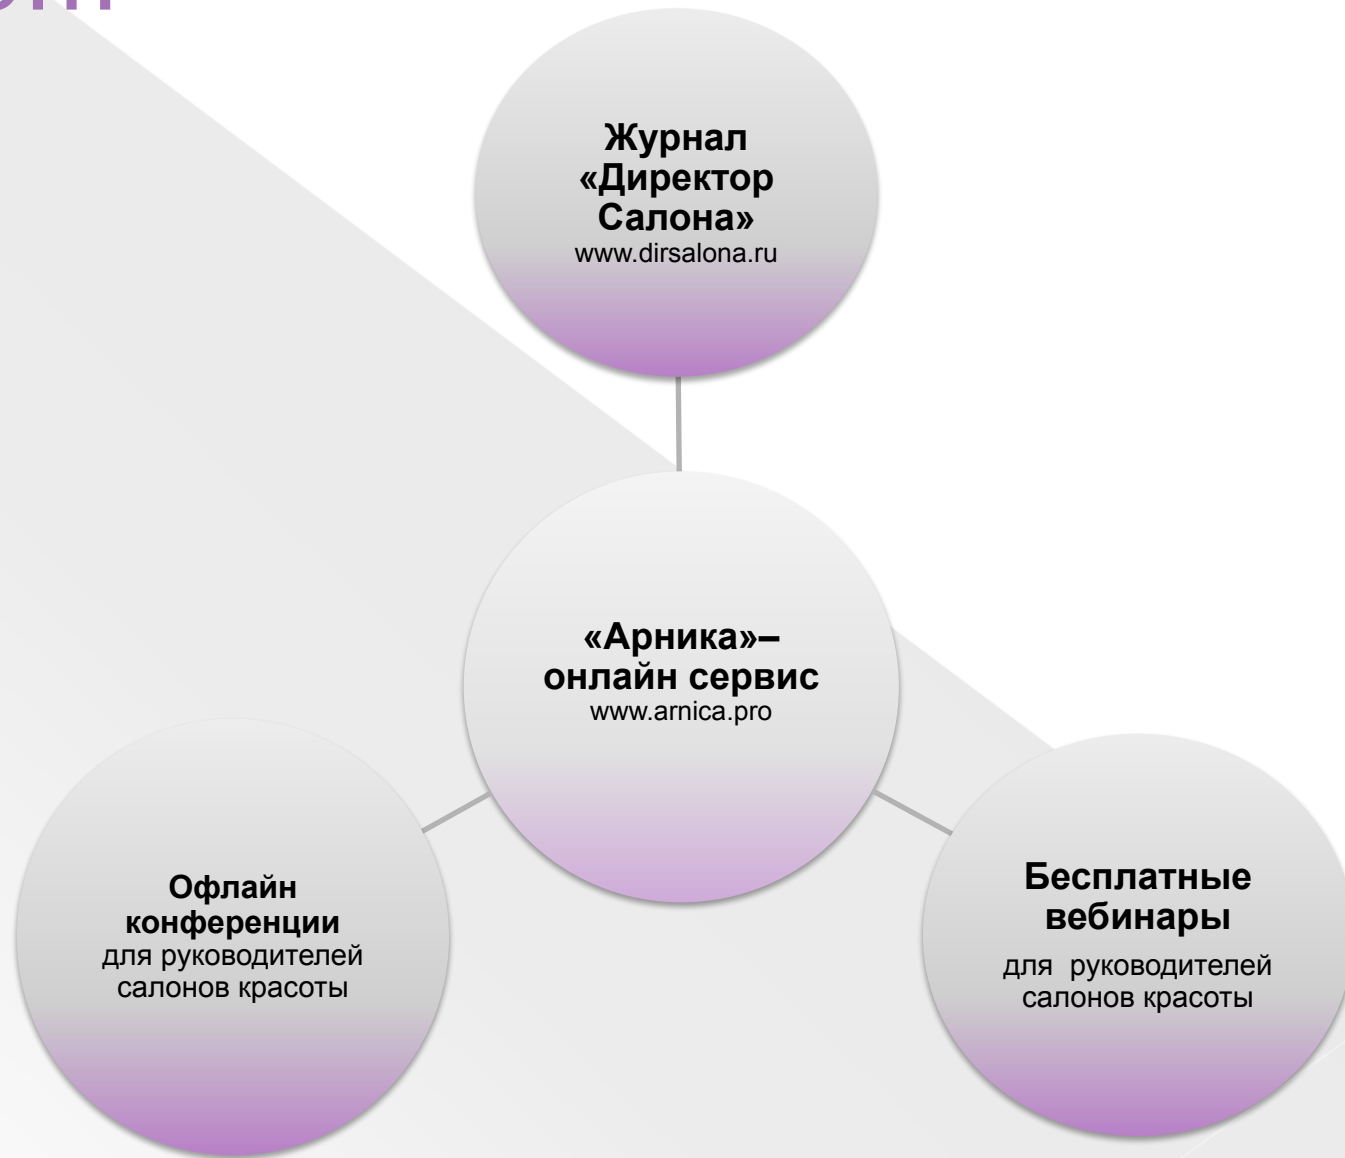 Журнал
«Директор
Салона»
www.dirsalona.ru
«Арника»–
онлайн сервис
www.arnica.pro
Офлайн
конференции
для руководителей
салонов красоты
Бесплатные
вебинары
для руководителей
салонов красоты